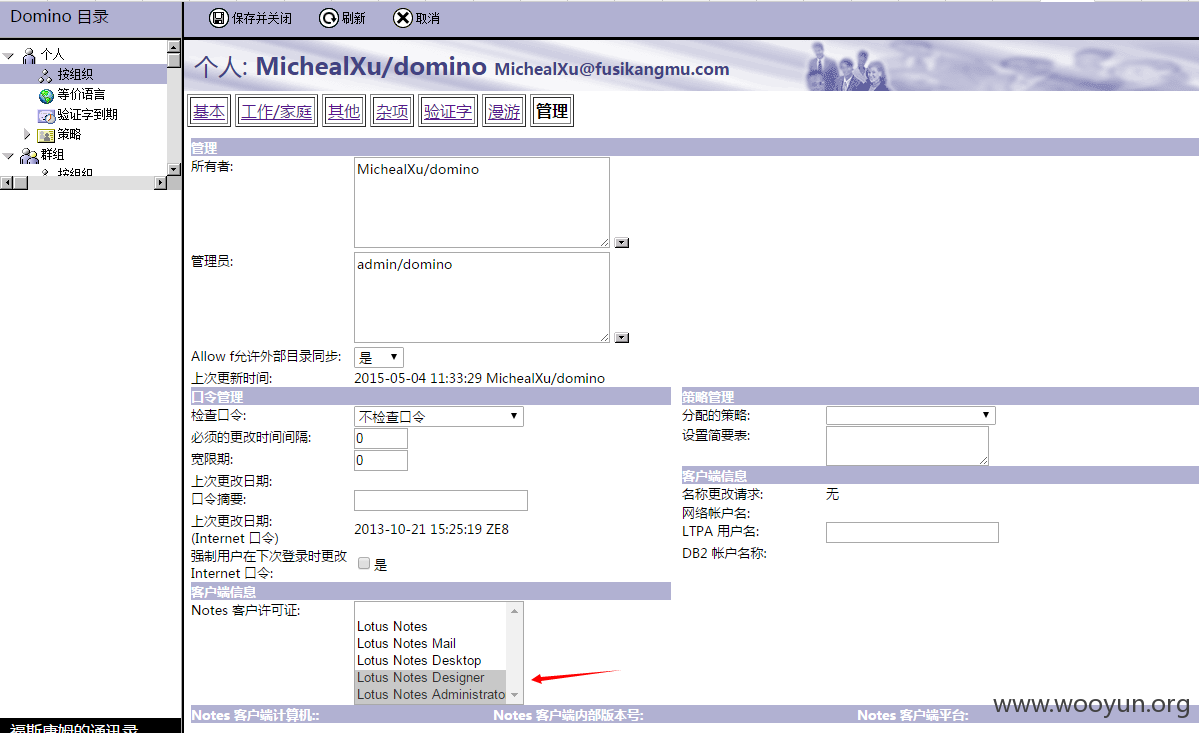 Domino 目录
保存并关闭 刷新 取消
个人
按组织
等价语言
验证字到期
策略
群组
按组织
福斯康姆的通讯录
个人: MichealXu/domino MichealXu@fusikangmu.com
基本 工作/家庭 其他 杂项 验证字 漫游 管理
管理
所有者: MichealXu/domino
管理员: admin/domino
Allow f允许外部目录同步: 是
上次更新时间: 2015-05-04 11:33:29 MichealXu/domino
口令管理
检查口令: 不检查口令
必须的更改时间间隔: 0
宽限期: 0
上次更改日期:
口令摘要:
上次更改日期:
(Internet 口令) 2013-10-21 15:25:19 ZE8
强制用户在下次登录时更改
Internet 口令: 是
策略管理
分配的策略:
设置简要表:
客户端信息
名称更改请求: 无
网络帐户名:
LTPA 用户名:
DB2 帐户名称:
客户端信息
Notes 客户许可证:
Lotus Notes
Lotus Notes Mail
Lotus Notes Desktop
Lotus Notes Designer
Lotus Notes Administrato
Notes 客户端计算机:: Notes 客户端内部版本号: Notes 客户端平台:
www.wooyun.org